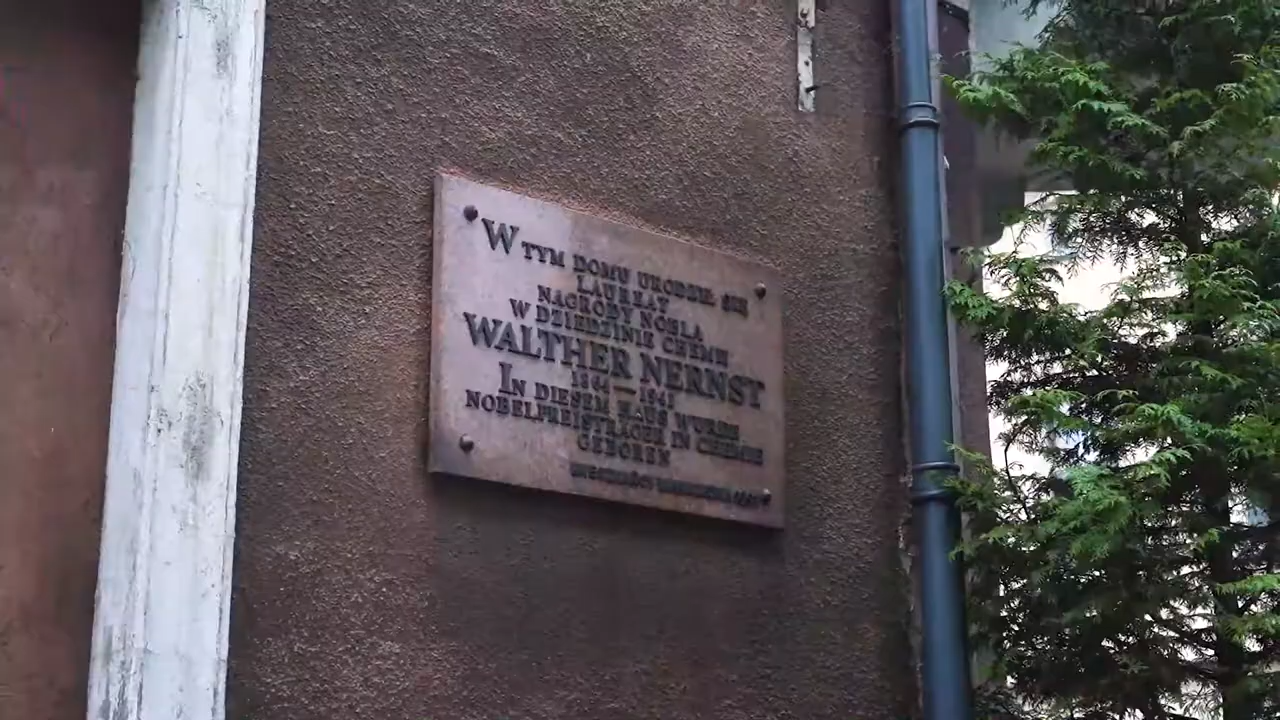 W TYM DOMU URODZIŁ SIĘ
LAUREAT
NAGRODY NOBLA
W DZIEDZINIE CHEMII
WALTHER NERNST
1864 — 1941
IN DIESEM HAUS WURDE
NOBELPREISTRÄGER IN CHEMIE
GEBOREN